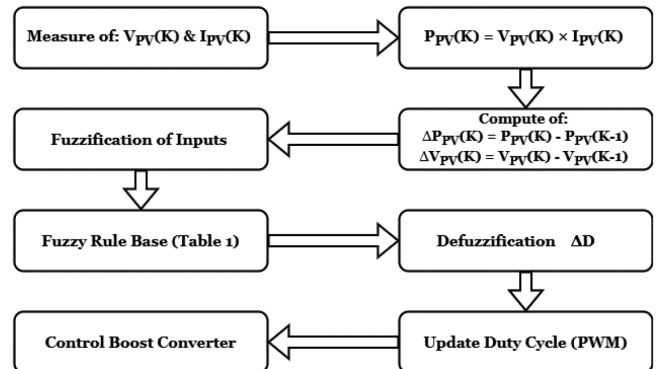 Measure of: VPV(K) & IPV(K)
PPV(K) = VPV(K) × IPV(K)
Compute of:
ΔPPV(K) = PPV(K) - PPV(K-1)
ΔVPV(K) = VPV(K) - VPV(K-1)
Fuzzification of Inputs
Fuzzy Rule Base (Table 1)
Defuzzification ΔD
Update Duty Cycle (PWM)
Control Boost Converter